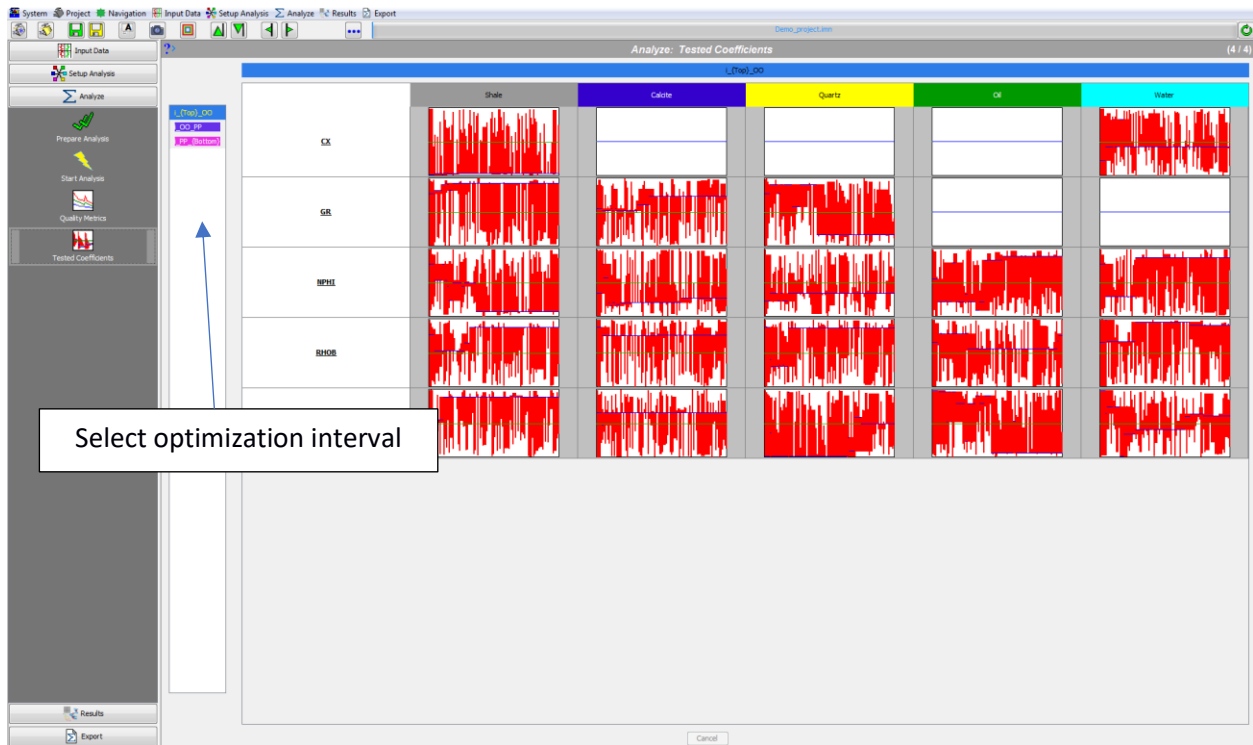 System Project Navigation Input Data Setup Analysis Analyze Results Export
A
Demo_project.imn
Input Data
Analyze: Tested Coefficients
(4 / 4)
Setup Analysis
I_(Top)_OO
Analyze
Shale Calcite Quartz Oil Water
I_(Top)_OO
I_OO_PP
I_PP_(Bottom)
Prepare Analysis
CX
Start Analysis
GR
Quality Metrics
Tested Coefficients
NPHI
RHOB
Select optimization interval
Results
Export
Cancel